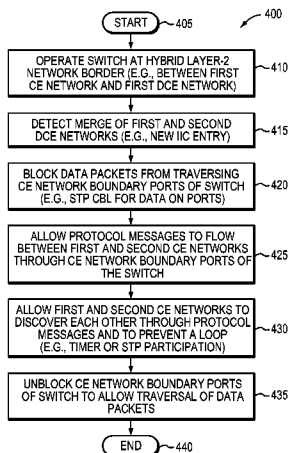 400
START
405
OPERATE SWITCH AT HYBRID LAYER-2
NETWORK BORDER (E.G., BETWEEN FIRST
CE NETWORK AND FIRST DCE NETWORK)
410
DETECT MERGE OF FIRST AND SECOND
DCE NETWORKS (E.G., NEW IIC ENTRY)
415
BLOCK DATA PACKETS FROM TRAVERSING
CE NETWORK BOUNDARY PORTS OF SWITCH
(E.G., STP CBL FOR DATA ON PORTS)
420
ALLOW PROTOCOL MESSAGES TO FLOW
BETWEEN FIRST AND SECOND CE NETWORKS
THROUGH CE NETWORK BOUNDARY PORTS OF
THE SWITCH
425
ALLOW FIRST AND SECOND CE NETWORKS TO
DISCOVER EACH OTHER THROUGH PROTOCOL
MESSAGES AND TO PREVENT A LOOP
(E.G., TIMER OR STP PARTICIPATION)
430
UNBLOCK CE NETWORK BOUNDARY PORTS
OF SWITCH TO ALLOW TRAVERSAL OF DATA
PACKETS
435
END
440